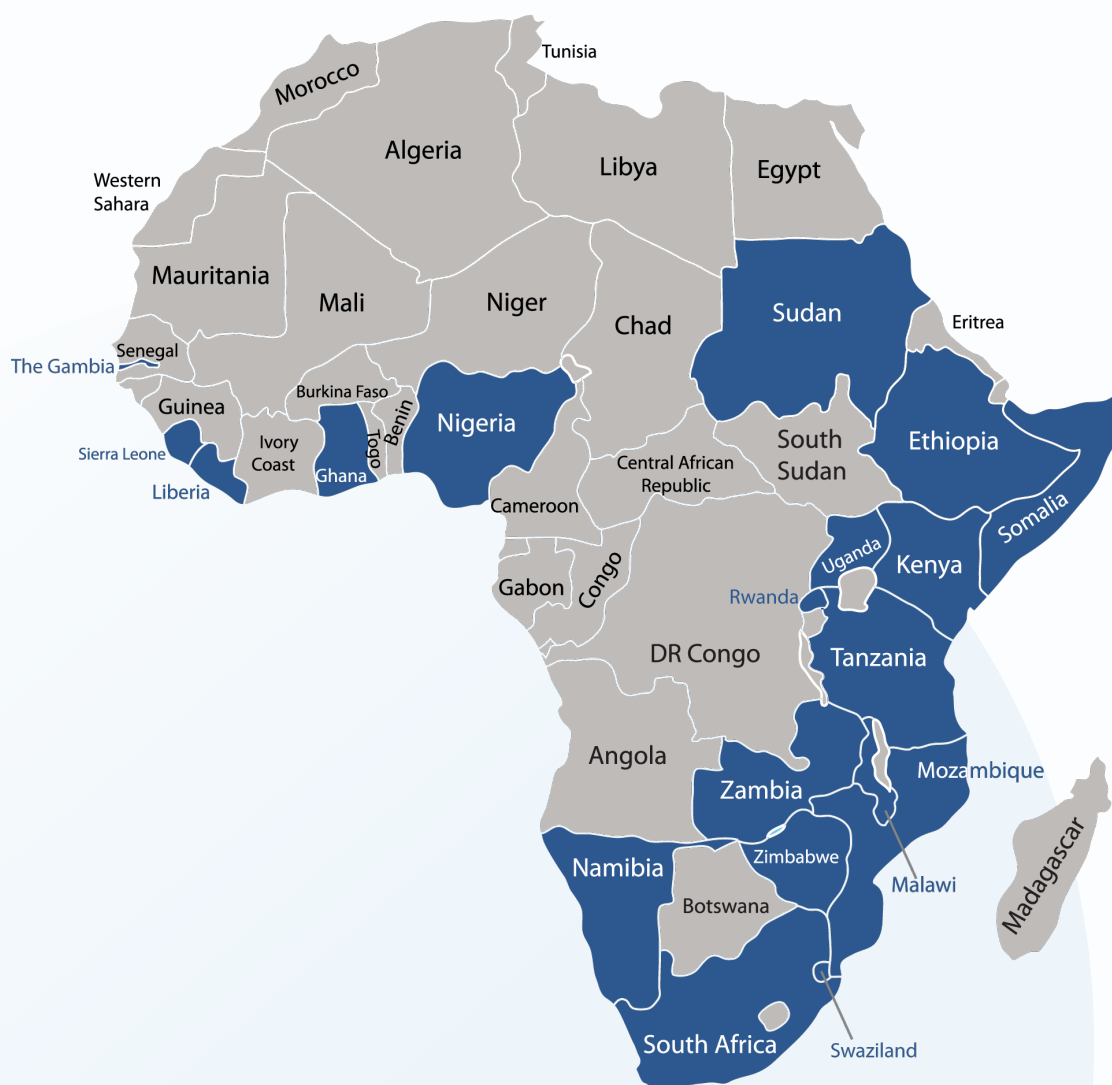 Tunisia
Morocco
Algeria
Libya
Egypt
Western
Sahara
Mauritania
Mali
Niger
Chad
Sudan
Eritrea
Senegal
The Gambia
Burkina Faso
Guinea
Benin
Nigeria
Togo
Ivory
Coast
Ghana
Sierra Leone
Liberia
South
Sudan
Ethiopia
Central African
Republic
Cameroon
Somalia
Uganda
Kenya
Gabon
Congo
Rwanda
DR Congo
Tanzania
Angola
Zambia
Mozambique
Zimbabwe
Namibia
Malawi
Botswana
Madagascar
South Africa
Swaziland